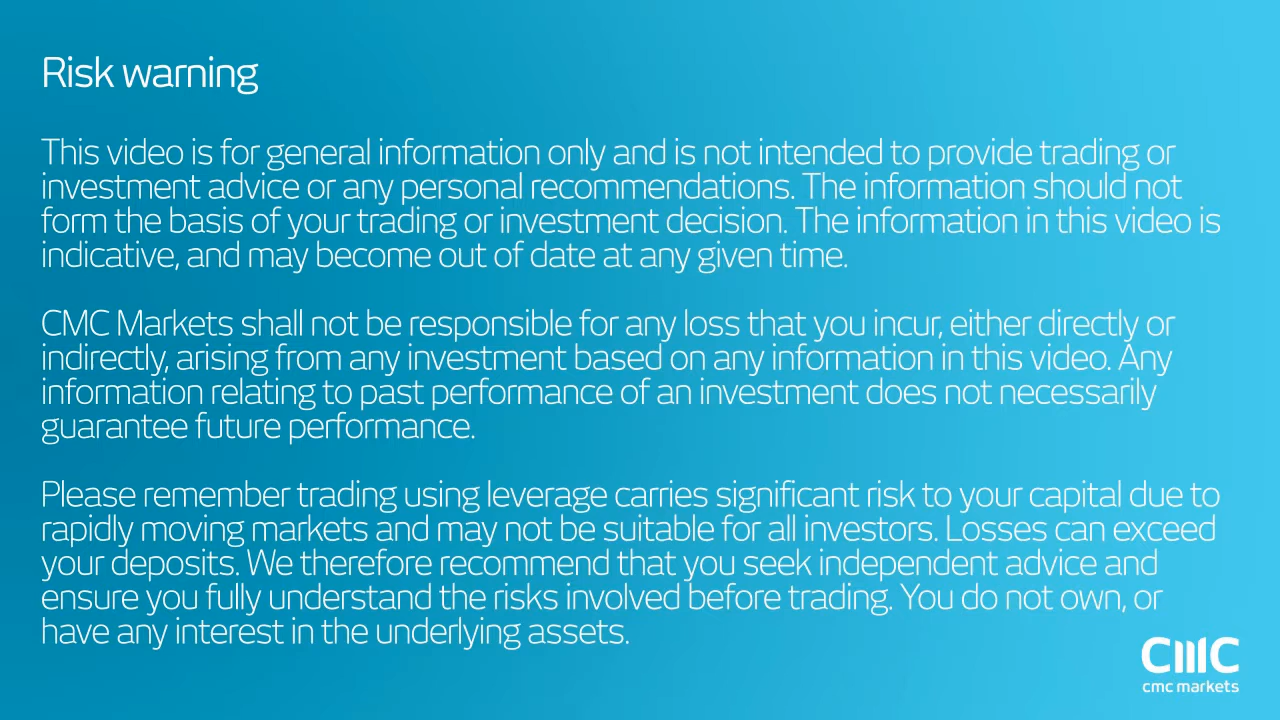 Risk warning
This video is for general information only and is not intended to provide trading or
investment advice or any personal recommendations. The information should not
form the basis of your trading or investment decision. The information in this video is
indicative, and may become out of date at any given time.
CMC Markets shall not be responsible for any loss that you incur, either directly or
indirectly, arising from any investment based on any information in this video. Any
information relating to past performance of an investment does not necessarily
guarantee future performance.
Please remember trading using leverage carries significant risk to your capital due to
rapidly moving markets and may not be suitable for all investors. Losses can exceed
your deposits. We therefore recommend that you seek independent advice and
ensure you fully understand the risks involved before trading. You do not own, or
have any interest in the underlying assets.
CMC
cmc markets